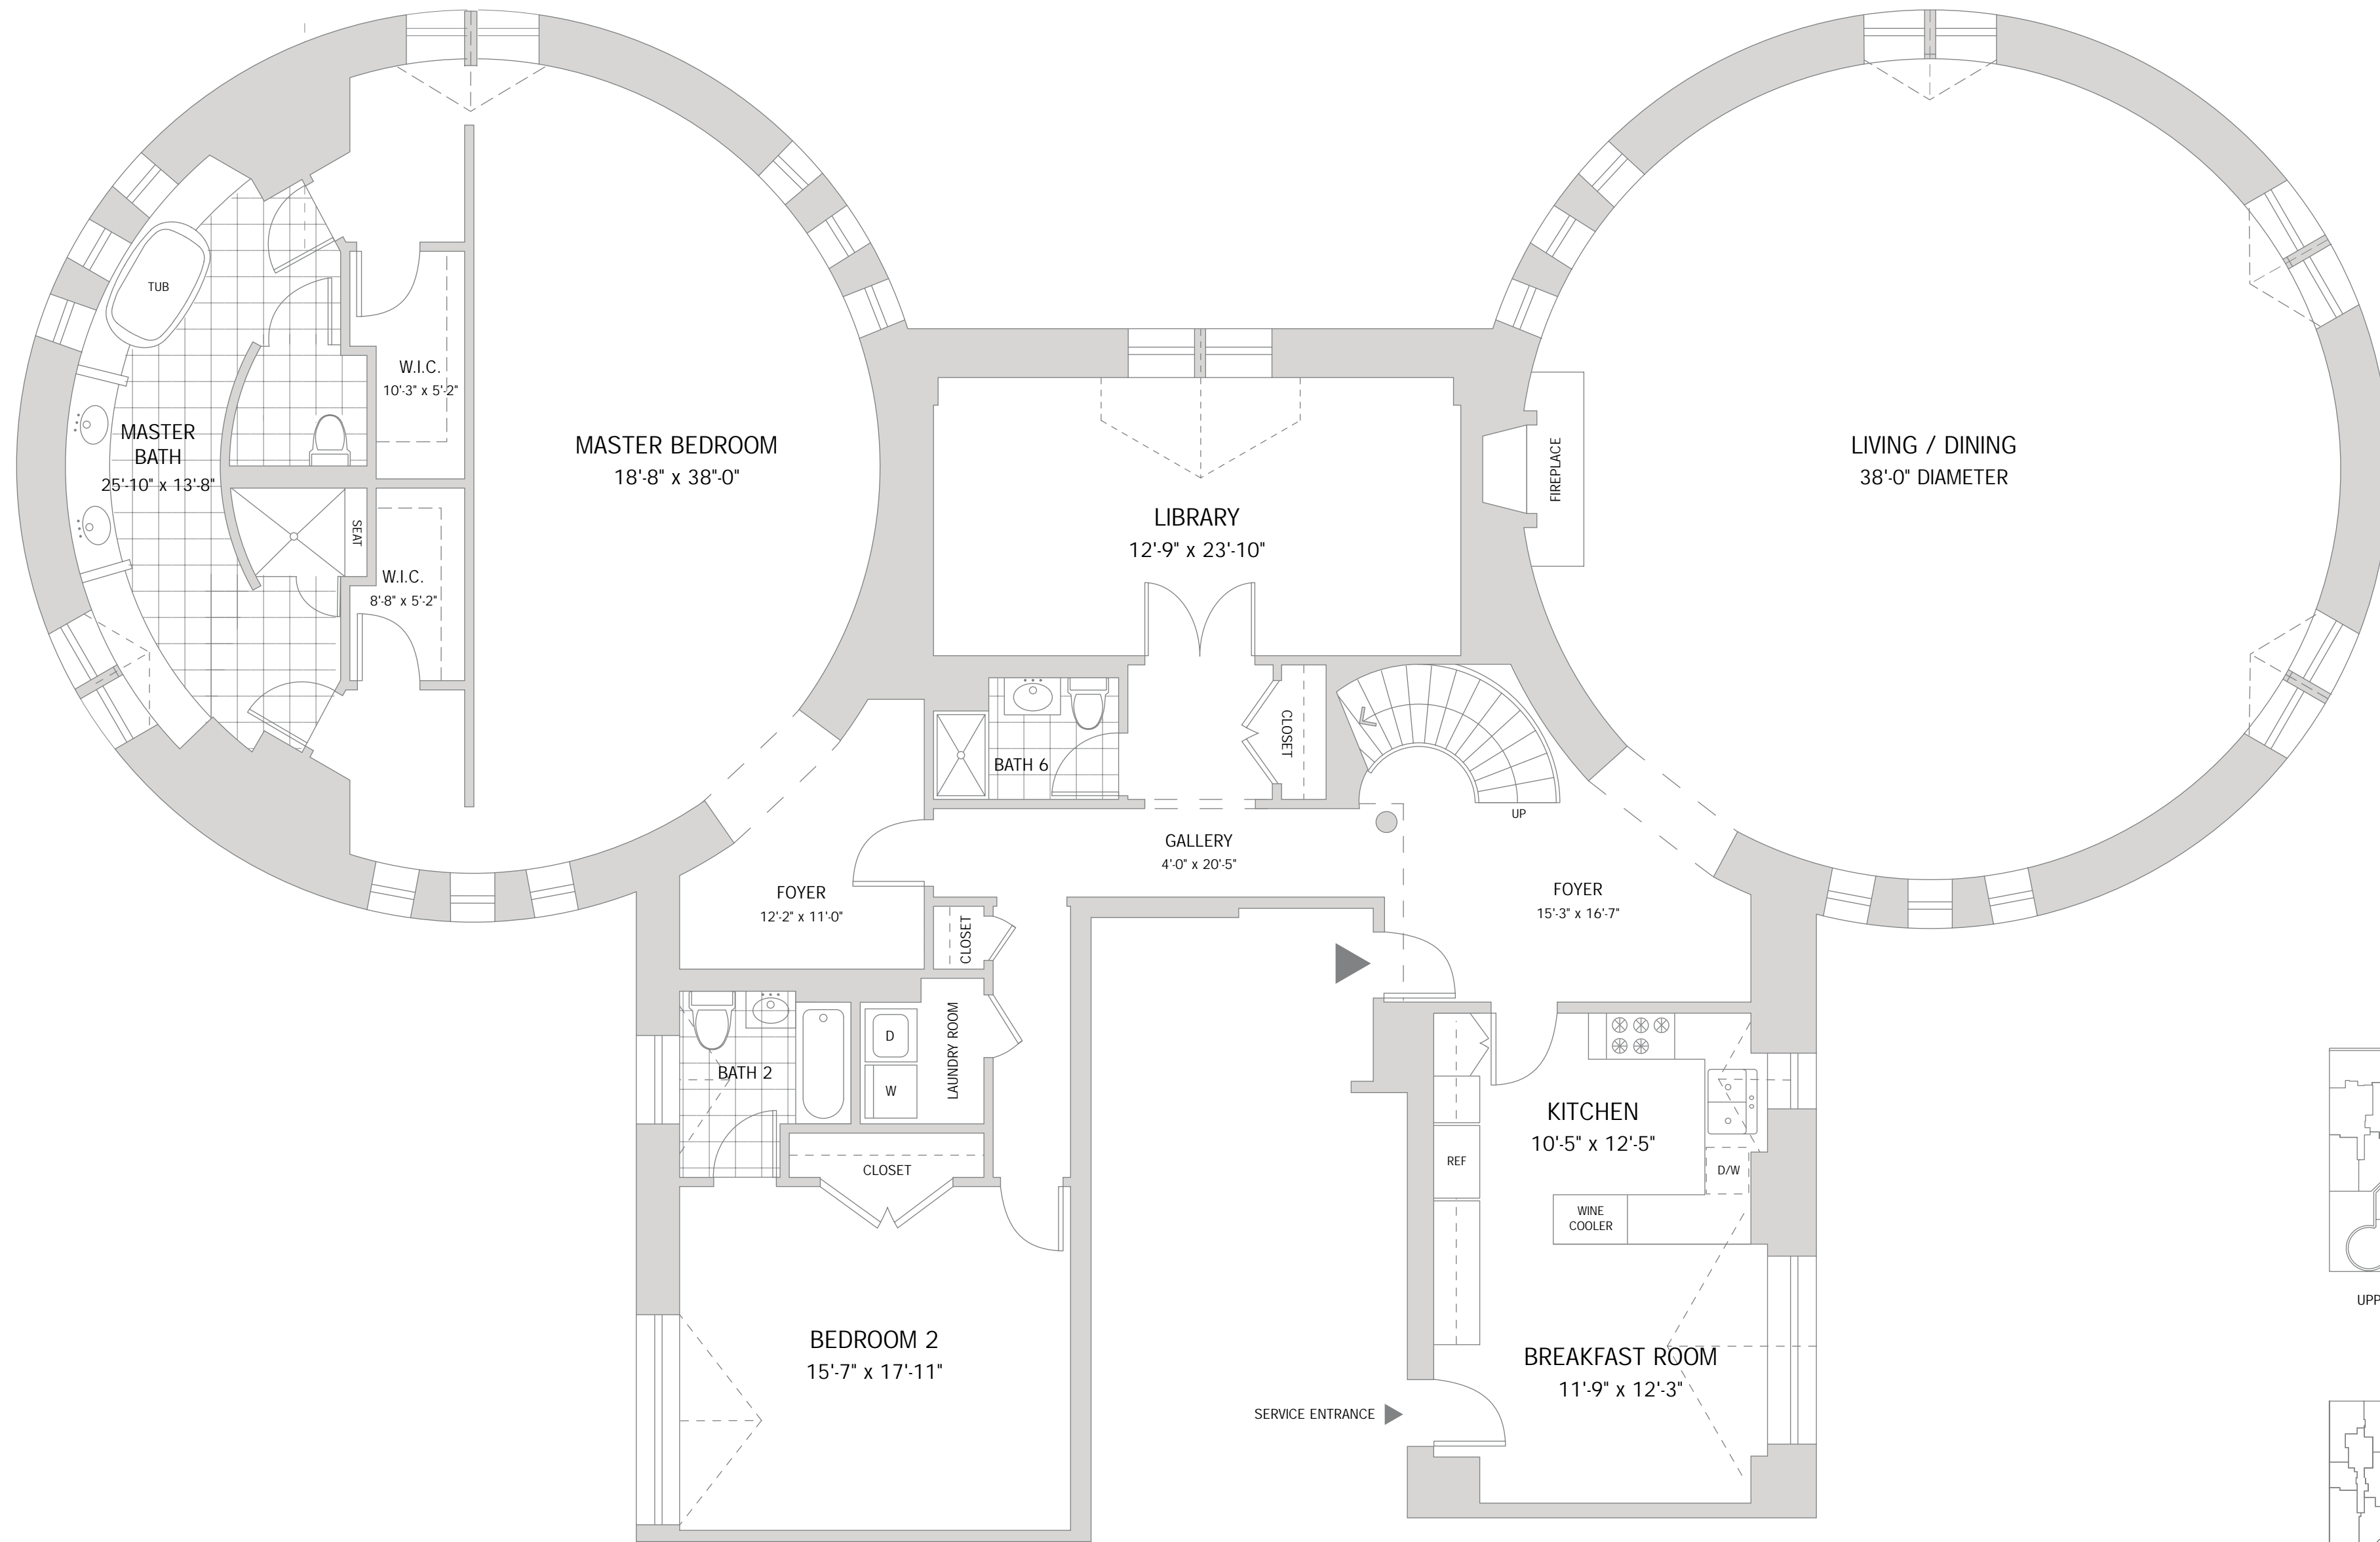 TUB
W.I.C.
10'-3" x 5'-2"
MASTER
BATH
25'-10" x 13'-8"
SEAT
W.I.C.
8'-8" x 5'-2"
MASTER BEDROOM
18'-8" x 38"-0"
LIBRARY
12'-9" x 23'-10"
FIREPLACE
LIVING / DINING
38'-0" DIAMETER
BATH 6
CLOSET
UP
GALLERY
4'-0" x 20'-5"
FOYER
12'-2" x 11'-0"
CLOSET
FOYER
15'-3" x 16'-7"
BATH 2
D
W
LAUNDRY ROOM
CLOSET
KITCHEN
10'-5" x 12'-5"
REF
D/W
WINE
COOLER
BEDROOM 2
15'-7" x 17'-11"
BREAKFAST ROOM
11'-9" x 12'-3"
SERVICE ENTRANCE